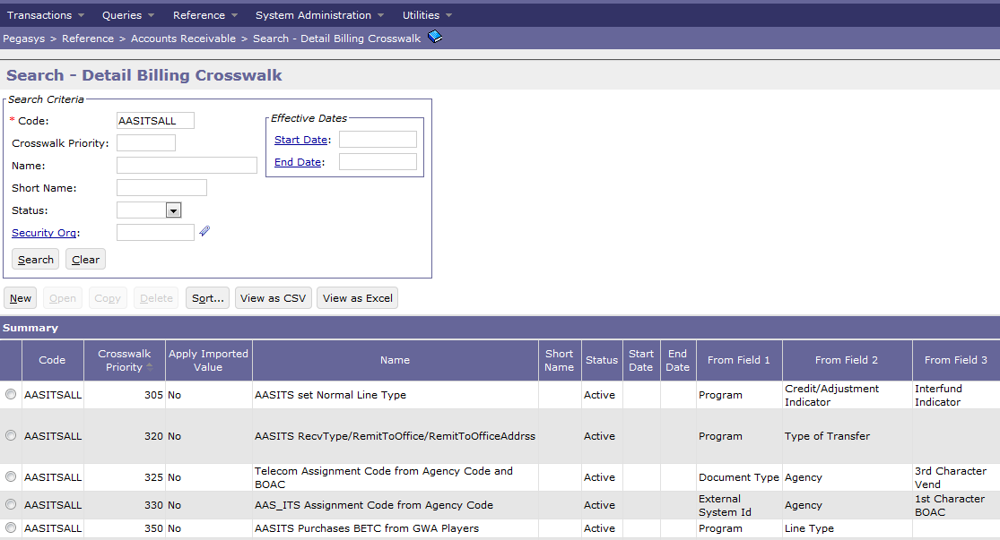 Transactions Queries Reference System Administration Utilities
Pegasys > Reference > Accounts Receivable > Search - Detail Billing Crosswalk
Search - Detail Billing Crosswalk
Search Criteria
* Code: AASITSALL
Crosswalk Priority:
Name:
Short Name:
Status:
Security Org:
Effective Dates
Start Date:
End Date:
Search Clear
New Open Copy Delete Sort... View as CSV View as Excel
Summary
Code
Crosswalk
Priority
Apply Imported
Value
Name
Short
Name
Status
Start
Date
End
Date
From Field 1
From Field 2
From Field 3
AASITSALL 305 No AASITS set Normal Line Type Active Program
Credit/Adjustment
Indicator
Interfund
Indicator
AASITSALL 320 No AASITS RecvType/RemitToOffice/RemitToOfficeAddrss Active Program Type of Transfer
AASITSALL 325 No
Telecom Assignment Code from Agency Code and
BOAC
Active Document Type Agency
3rd Character
Vend
AASITSALL 330 No AAS_ITS Assignment Code from Agency Code Active
External
System Id
Agency
1st Character
BOAC
AASITSALL 350 No AASITS Purchases BETC from GWA Players Active Program Line Type